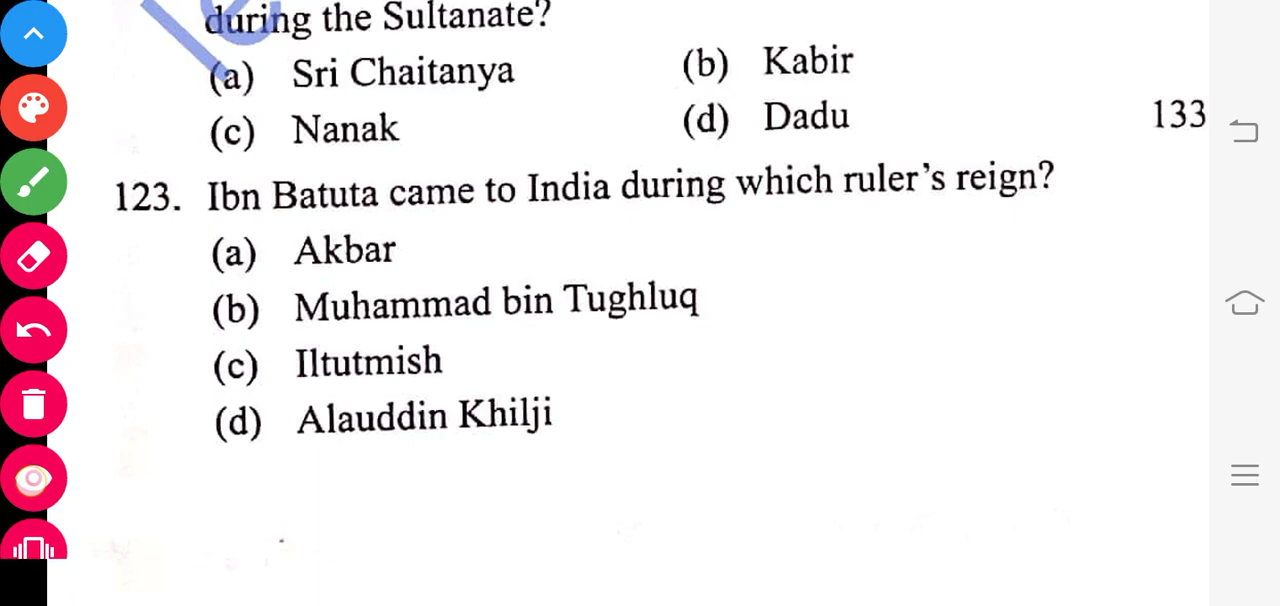 during the Sultanate?
(a) Sri Chaitanya (b) Kabir
(c) Nanak (d) Dadu
133
123. Ibn Batuta came to India during which ruler's reign?
(a) Akbar
(b) Muhammad bin Tughluq
(c) Iltutmish
(d) Alauddin Khilji